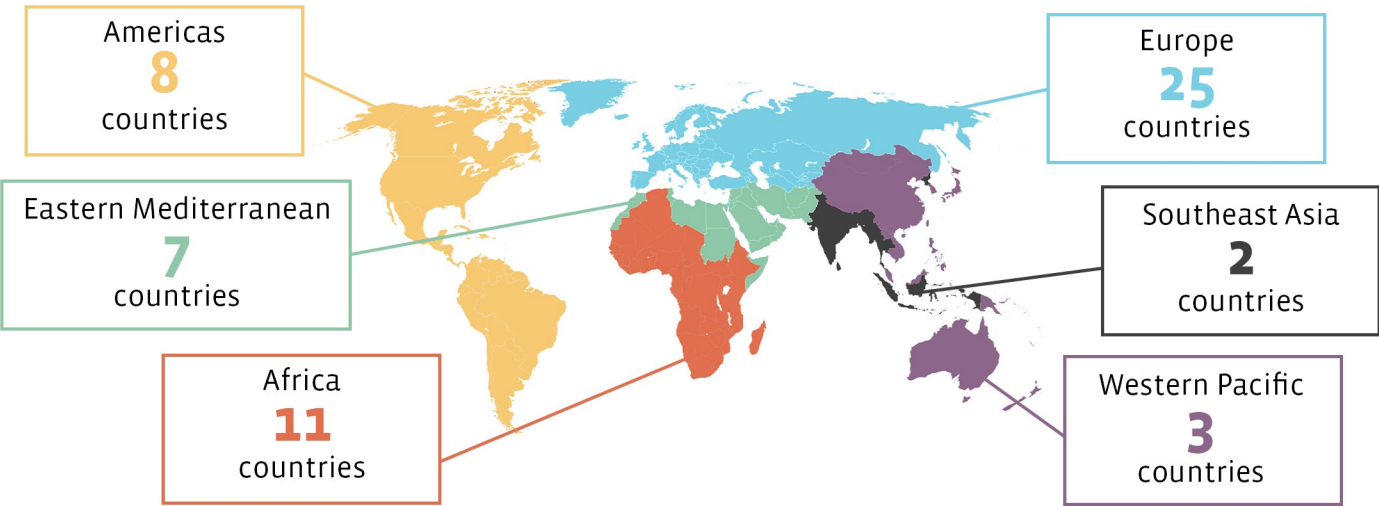 Americas
8
countries
Europe
25
countries
Eastern Mediterranean
7
countries
Southeast Asia
2
countries
Africa
11
countries
Western Pacific
3
countries